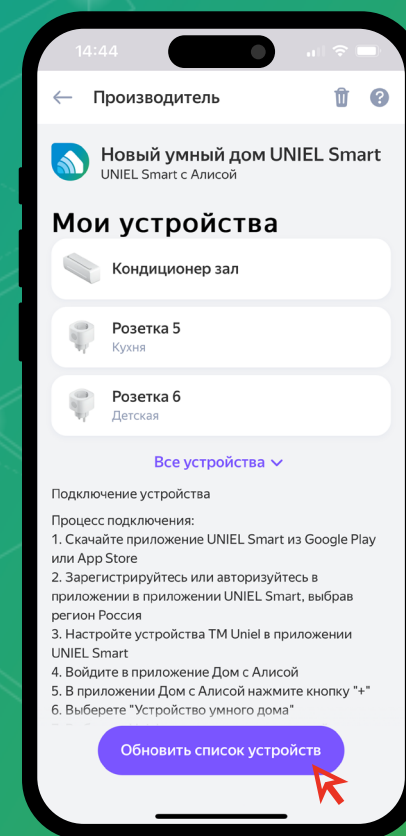 14:44
Производитель
Новый умный дом UNIEL Smart
UNIEL Smart с Алисой
Мои устройства
Кондиционер зал
Розетка 5
Кухня
Розетка 6
Детская
Все устройства
Подключение устройства
Процесс подключения:
1. Скачайте приложение UNIEL Smart из Google Play
или App Store
2. Зарегистрируйтесь или авторизуйтесь в
приложении в приложении UNIEL Smart, выбрав
регион Россия
3. Настройте устройства ТМ Uniel в приложении
UNIEL Smart
4. Войдите в приложение Дом с Алисой
5. В приложении Дом с Алисой нажмите кнопку "+"
6. Выберете "Устройство умного дома"
Обновить список устройств